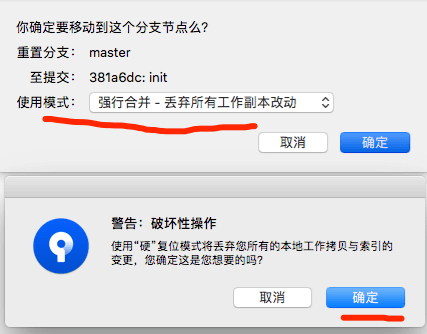 你确定要移动到这个分支节点么?
重置分支: master
至提交: 381a6dc: init
使用模式: 强行合并 - 丢弃所有工作副本改动
取消 确定
警告：破坏性操作
使用“硬”复位模式将丢弃您所有的本地工作拷贝与索引的
变更，您确定这是您想要的吗?
取消 确定